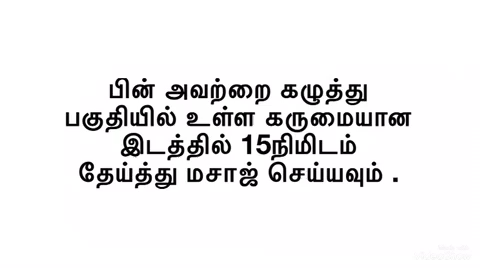 பின் அவற்றை கழுத்து
பகுதியில் உள்ள கருமையான
இடத்தில் 15நிமிடம்
தேய்த்து மசாஜ் செய்யவும் .